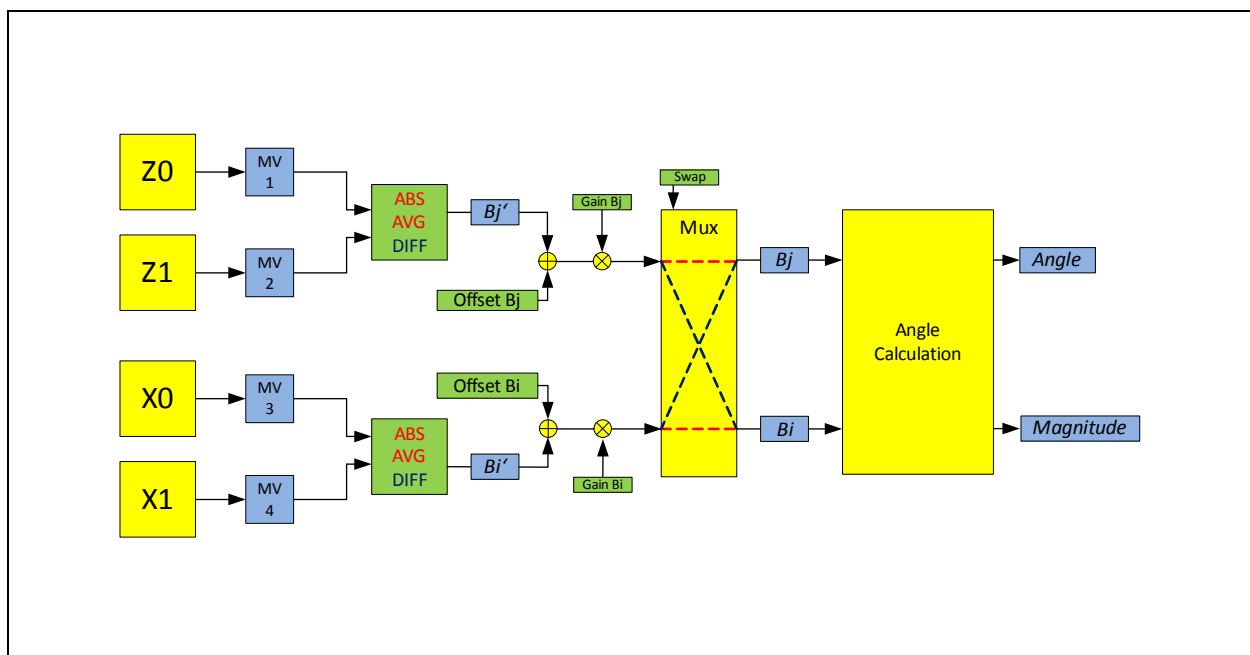 Z0
MV
1
Z1
MV
2
ABS
AVG
DIFF
Bj‘
Offset Bj
Gain Bj
X0
MV
3
X1
MV
4
ABS
AVG
DIFF
Bi‘
Offset Bi
Gain Bi
Swap
Mux
Bj
Bi
Angle
Calculation
Angle
Magnitude